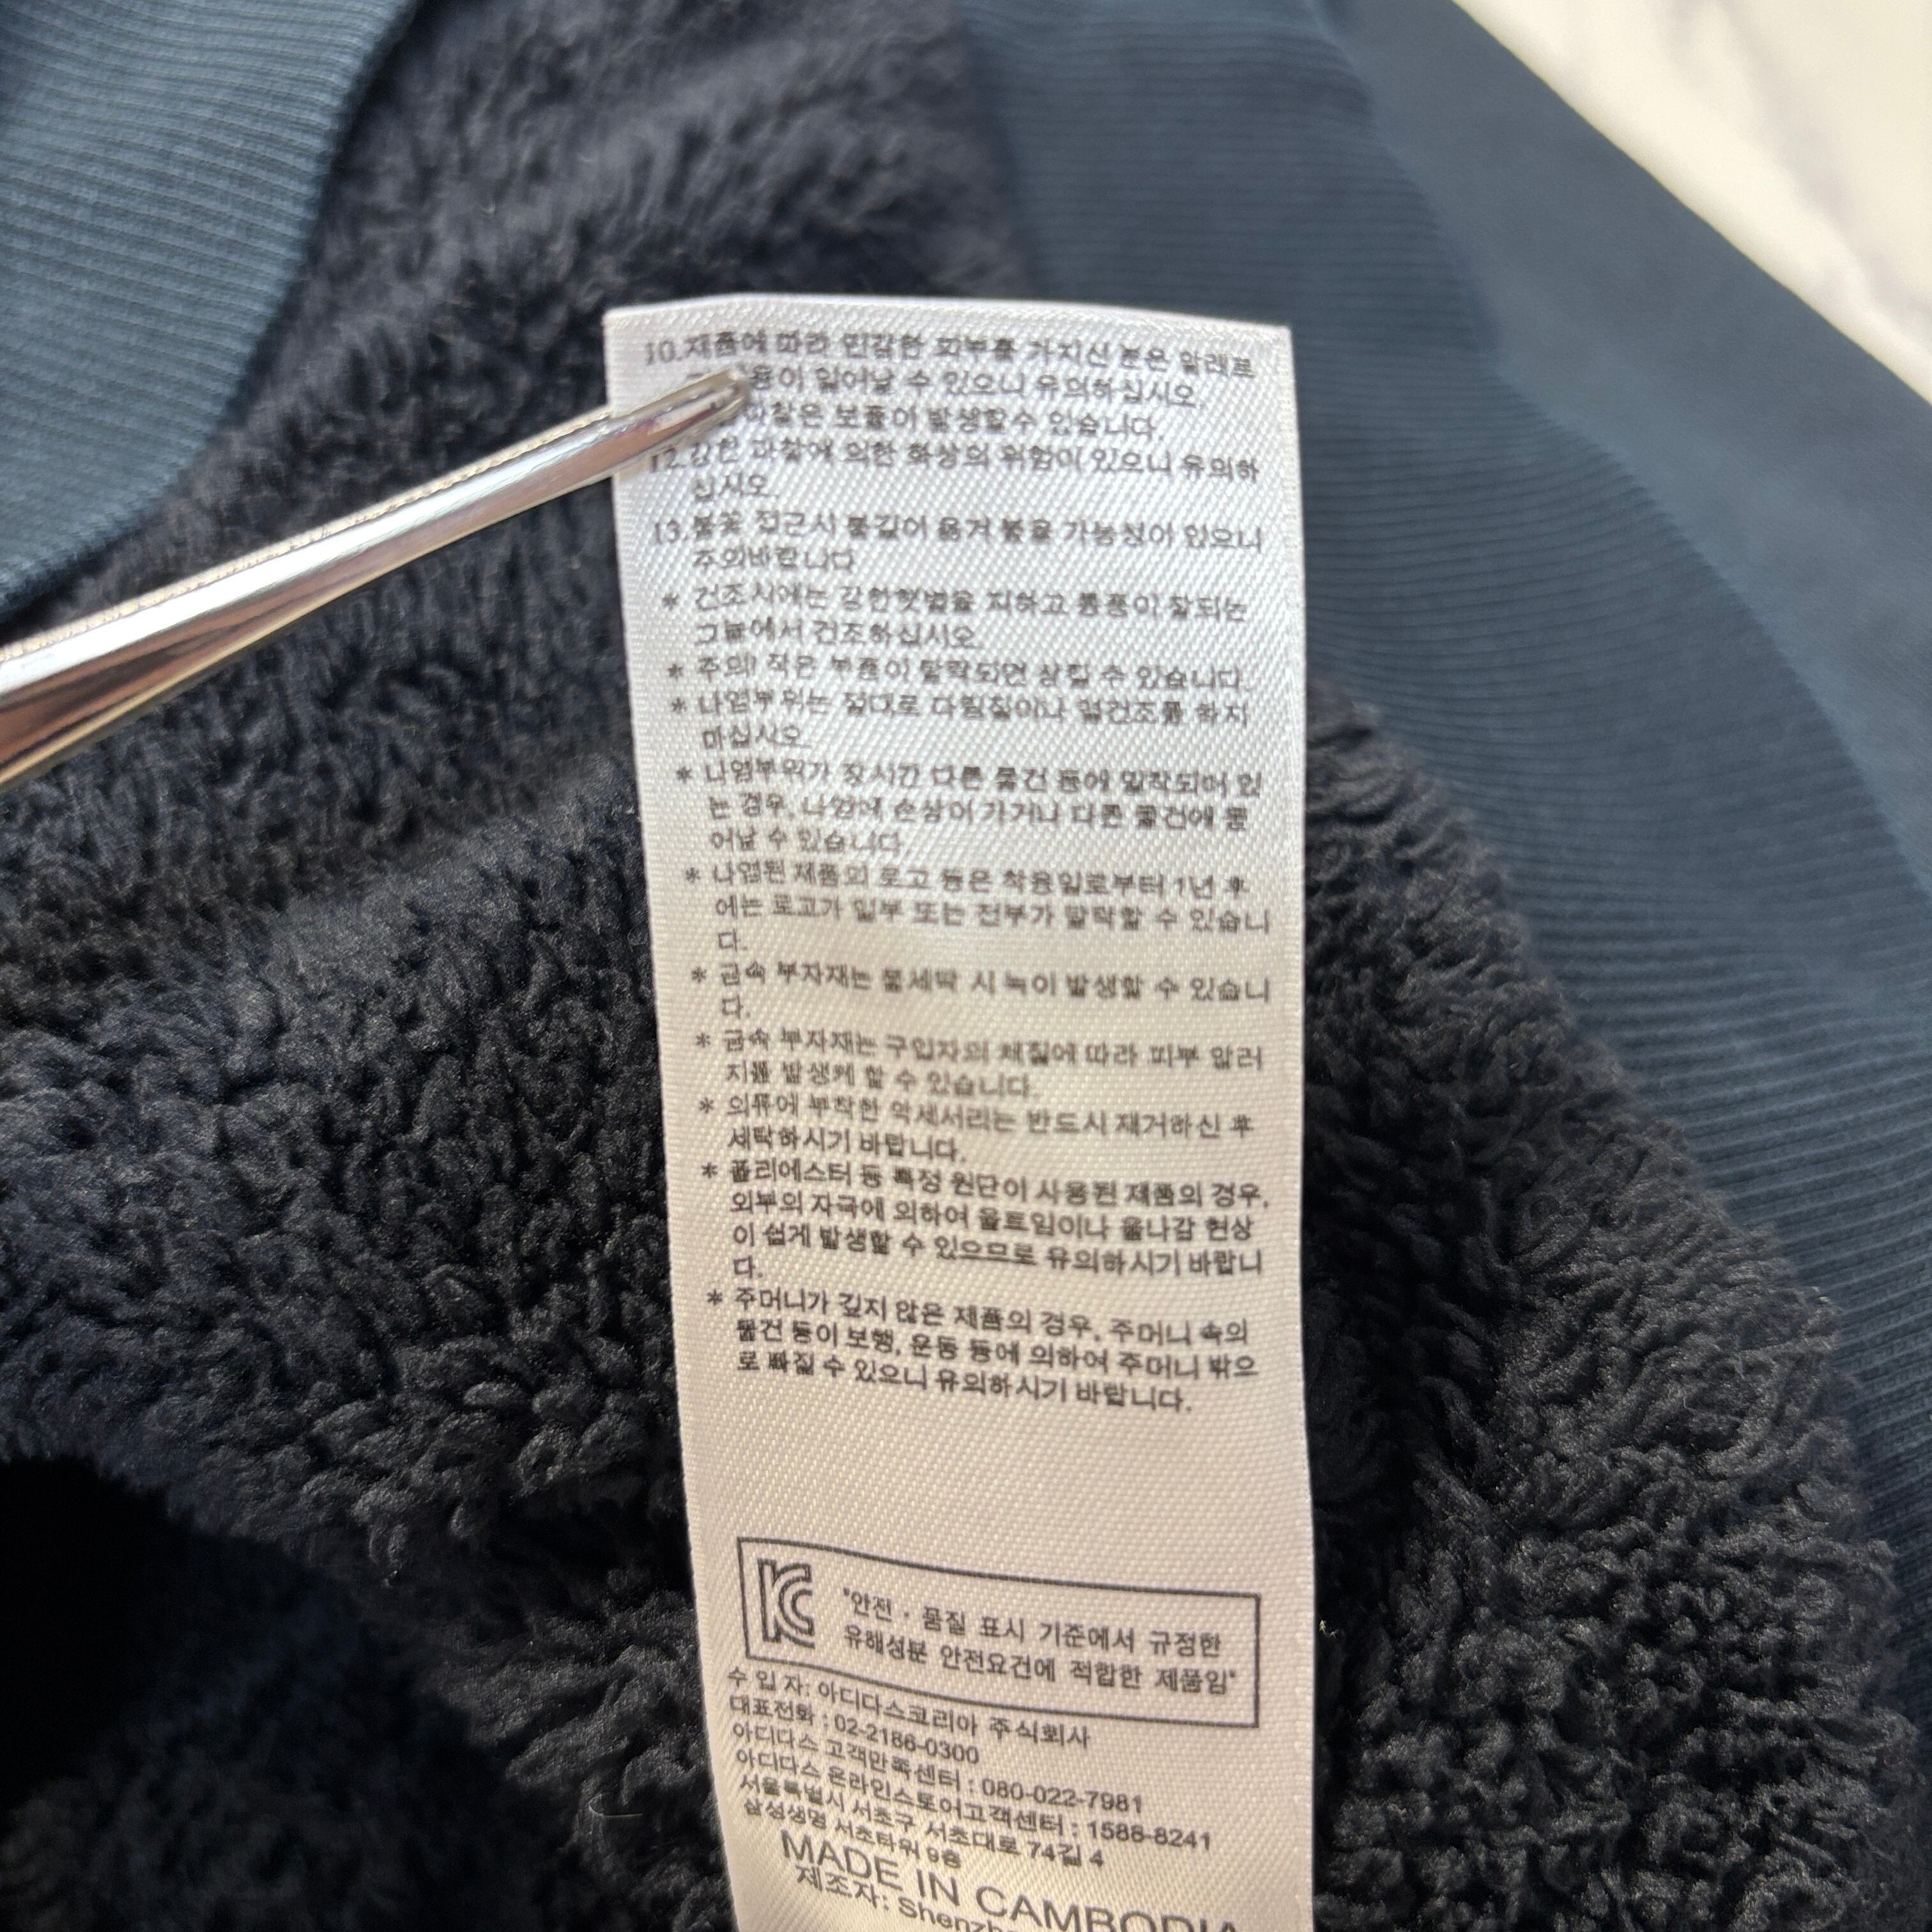 10.제품에 따라 민감한 피부를 가지신 분은 알레르
용이 일어날 수 있으니 유의하십시오.
마찰은 보풀이 발생할수 있습니다.
12.강한 마찰에 의한 화상의 위험이 있으니 유의하
십시오.
13.불꽃 접근시 불길이 옮겨 붙을 가능성이 있으니
주의바랍니다
* 건조시에는 강한햇볕을 피하고 통풍이 잘되는
그늘에서 건조하십시오.
* 주의! 작은 부품이 탈락되면 삼킬 수 있습니다.
* 나염부위는 절대로 다림질이나 열건조를 하지
마십시오.
* 나염부위가 장시간 다른 물건 등에 밀착되어 있
는 경우, 나염에 손상이 가거나 다른 물건에 묻
어날 수 있습니다.
* 나염된 제품의 로고 등은 착용일로부터 1년 후
에는 로고가 일부 또는 전부가 탈락할 수 있습니
다.
* 금속 부자재는 물세탁 시 녹이 발생할 수 있습니
다.
* 금속 부자재는 구입자의 체질에 따라 피부 알러
지를 발생케 할 수 있습니다.
* 의류에 부착한 악세서리는 반드시 재거하신 후
세탁하시기 바랍니다.
* 폴리에스터 등 특정 원단이 사용된 제품의 경우,
외부의 자극에 의하여 올트임이나 올나감 현상
이 쉽게 발생할 수 있으므로 유의하시기 바랍니
다.
* 주머니가 깊지 않은 제품의 경우, 주머니 속의
물건 등이 보행, 운동 등에 의하여 주머니 밖으
로 빠질 수 있으니 유의하시기 바랍니다.
"안전 · 품질 표시 기준에서 규정한
유해성분 안전요건에 적합한 제품임"
수 입 자: 아디다스코리아 주식회사
대표전화 : 02-2186-0300
아디다스 고객만족센터 : 080-022-7981
아디다스 온라인스토어고객센터 : 1588-8241
서울특별시 서초구 서초대로 74길 4
삼성생명 서초타워 9층
MADE IN CAMBODIA
제조자: Shenzh